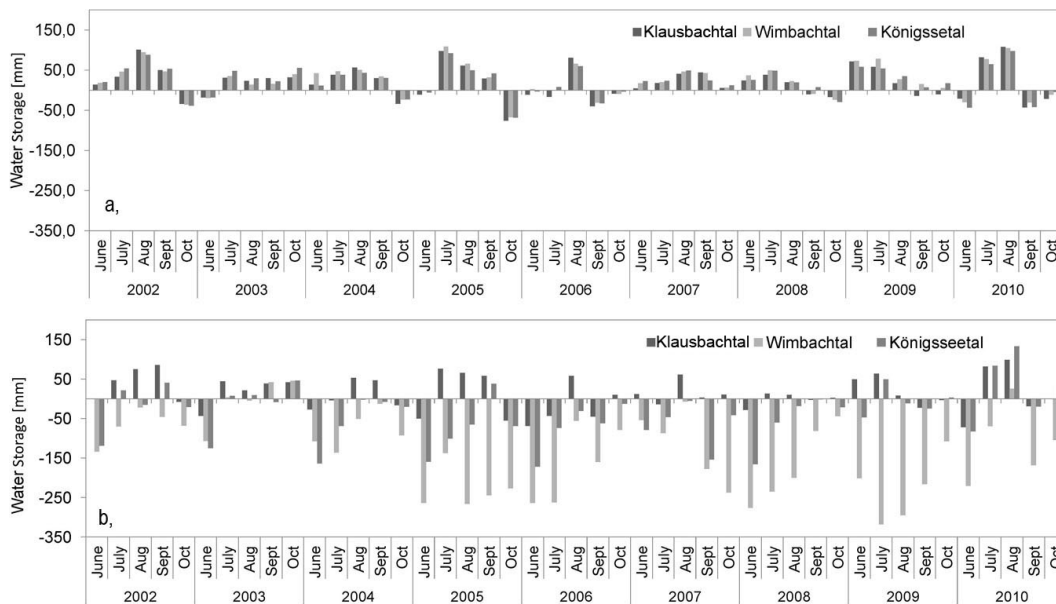 Klausbachtal Wimbachtal Königssetal
Water Storage [mm]
150,0
50,0
-50,0
-150,0
-250,0
-350,0
a,
June July Aug Sept Oct June July Aug Sept Oct June July Aug Sept Oct June July Aug Sept Oct June July Aug Sept Oct June July Aug Sept Oct June July Aug Sept Oct June July Aug Sept Oct June July Aug Sept Oct
2002 2003 2004 2005 2006 2007 2008 2009 2010
Klausbachtal Wimbachtal Königsseetal
Water Storage [mm]
150
50
-50
-150
-250
-350
b,
June July Aug Sept Oct June July Aug Sept Oct June July Aug Sept Oct June July Aug Sept Oct June July Aug Sept Oct June July Aug Sept Oct June July Aug Sept Oct June July Aug Sept Oct June July Aug Sept Oct
2002 2003 2004 2005 2006 2007 2008 2009 2010